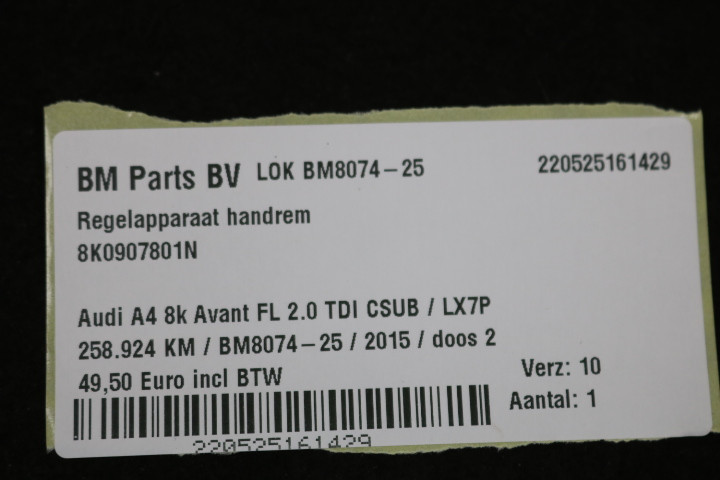 BM Parts BV LOK BM8074-25 220525161429
Regelapparaat handrem
8K0907801N
Audi A4 8k Avant FL 2.0 TDI CSUB / LX7P
258.924 KM / BM8074-25 / 2015 / doos 2
49,50 Euro incl BTW
Verz: 10
Aantal: 1
220525161429